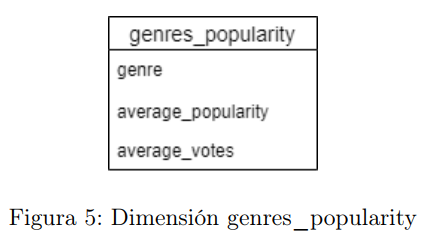 genres_popularity
genre
average_popularity
average_votes
Figura 5: Dimensión genres_popularity